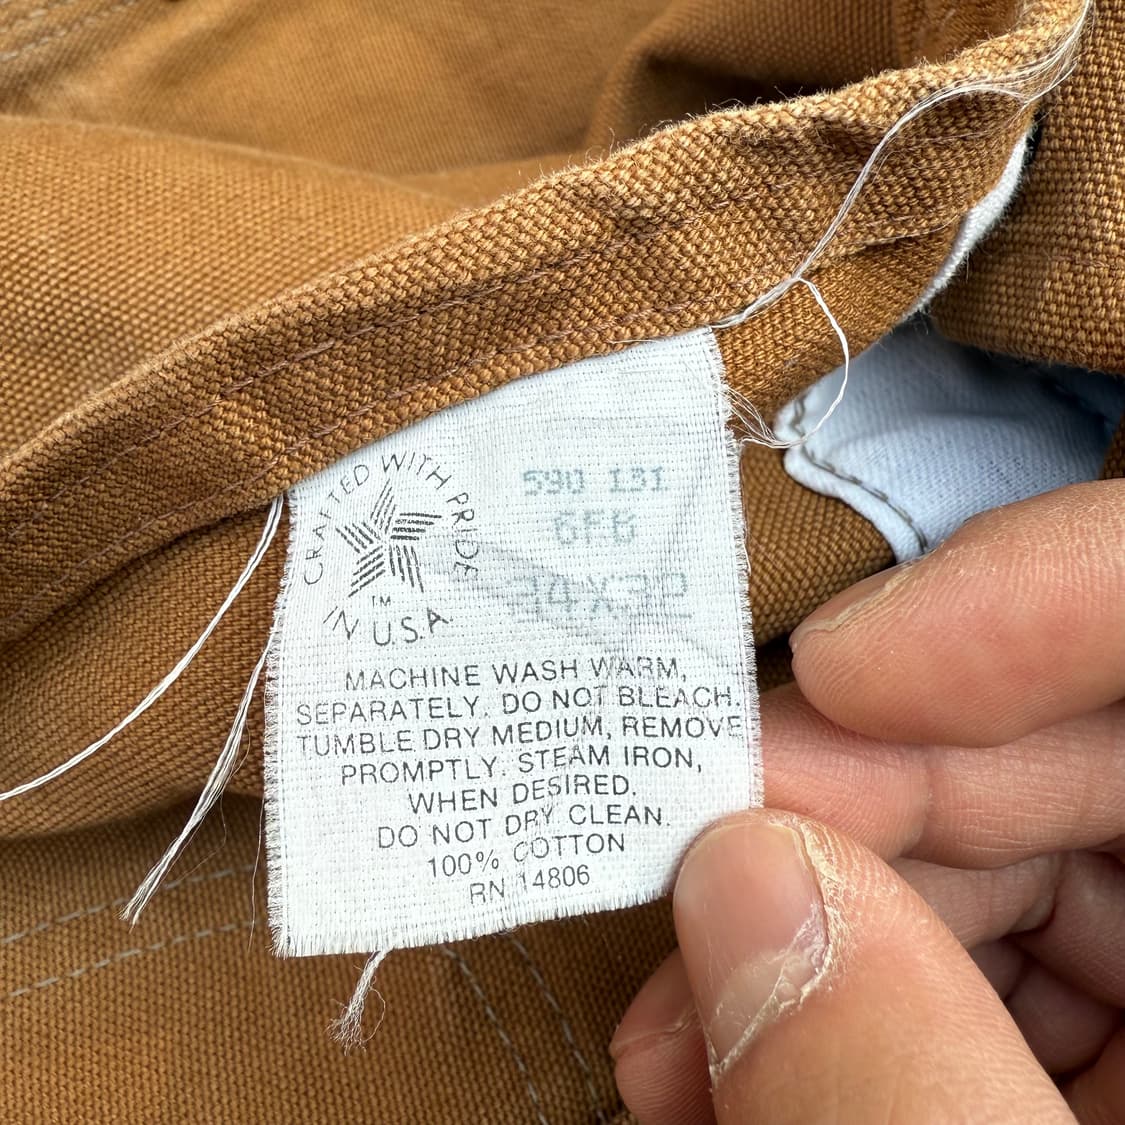 CRAFTED WITH PRIDE
IN
U.S.A
TM
590 131
6FB
34X32
MACHINE WASH WARM,
SEPARATELY. DO NOT BLEACH.
TUMBLE DRY MEDIUM, REMOVE
PROMPTLY. STEAM IRON,
WHEN DESIRED.
DO NOT DRY CLEAN.
100% COTTON
RN 14806